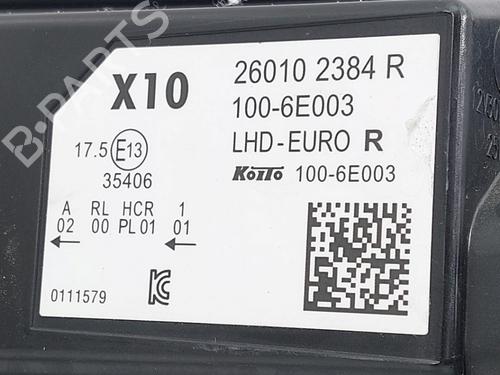 X10
26010 2384 R
100-6E003
LHD-EURO R
KOITO 100-6E003
17.5 E13
35406
A RL HCR 1
02 00 PL 01 01
0111579
B-PARTS